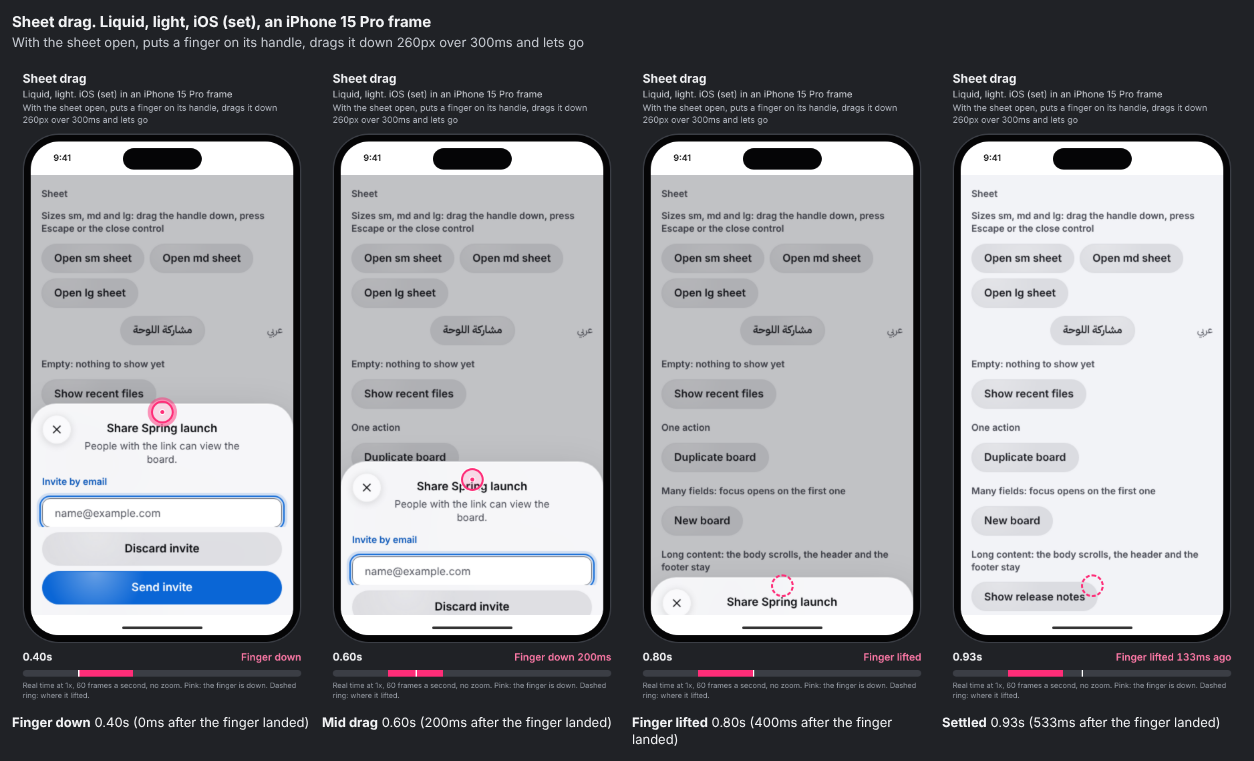 Sheet drag. Liquid, light, iOS (set), an iPhone 15 Pro frame
With the sheet open, puts a finger on its handle, drags it down 260px over 300ms and lets go
Sheet drag
Liquid, light. iOS (set) in an iPhone 15 Pro frame
With the sheet open, puts a finger on its handle, drags it down
260px over 300ms and lets go
9:41
Sheet
Sizes sm, md and lg: drag the handle down, press
Escape or the close control
Open sm sheet
Open md sheet
Open lg sheet
مشاركة اللوحة
عربي
Empty: nothing to show yet
Show recent files
Share Spring launch
People with the link can view the
board.
Invite by email
name@example.com
Discard invite
Send invite
0.40s
Finger down
Real time at 1x, 60 frames a second, no zoom. Pink: the finger is down. Dashed
ring: where it lifted.
Finger down 0.40s (0ms after the finger landed)
Sheet drag
Liquid, light. iOS (set) in an iPhone 15 Pro frame
With the sheet open, puts a finger on its handle, drags it down
260px over 300ms and lets go
9:41
Sheet
Sizes sm, md and lg: drag the handle down, press
Escape or the close control
Open sm sheet
Open md sheet
Open lg sheet
مشاركة اللوحة
عربي
Empty: nothing to show yet
Show recent files
One action
Duplicate board
Share Spring launch
People with the link can view the
board.
Invite by email
name@example.com
Discard invite
0.60s
Finger down 200ms
Real time at 1x, 60 frames a second, no zoom. Pink: the finger is down. Dashed
ring: where it lifted.
Mid drag 0.60s (200ms after the finger landed)
Sheet drag
Liquid, light. iOS (set) in an iPhone 15 Pro frame
With the sheet open, puts a finger on its handle, drags it down
260px over 300ms and lets go
9:41
Sheet
Sizes sm, md and lg: drag the handle down, press
Escape or the close control
Open sm sheet
Open md sheet
Open lg sheet
مشاركة اللوحة
عربي
Empty: nothing to show yet
Show recent files
One action
Duplicate board
Many fields: focus opens on the first one
New board
Long content: the body scrolls, the header and the
footer stay
Share Spring launch
0.80s
Finger lifted
Real time at 1x, 60 frames a second, no zoom. Pink: the finger is down. Dashed
ring: where it lifted.
Finger lifted 0.80s (400ms after the finger
landed)
Sheet drag
Liquid, light. iOS (set) in an iPhone 15 Pro frame
With the sheet open, puts a finger on its handle, drags it down
260px over 300ms and lets go
9:41
Sheet
Sizes sm, md and lg: drag the handle down, press
Escape or the close control
Open sm sheet
Open md sheet
Open lg sheet
مشاركة اللوحة
عربي
Empty: nothing to show yet
Show recent files
One action
Duplicate board
Many fields: focus opens on the first one
New board
Long content: the body scrolls, the header and the
footer stay
Show release notes
0.93s
Finger lifted 133ms ago
Real time at 1x, 60 frames a second, no zoom. Pink: the finger is down. Dashed
ring: where it lifted.
Settled 0.93s (533ms after the finger landed)